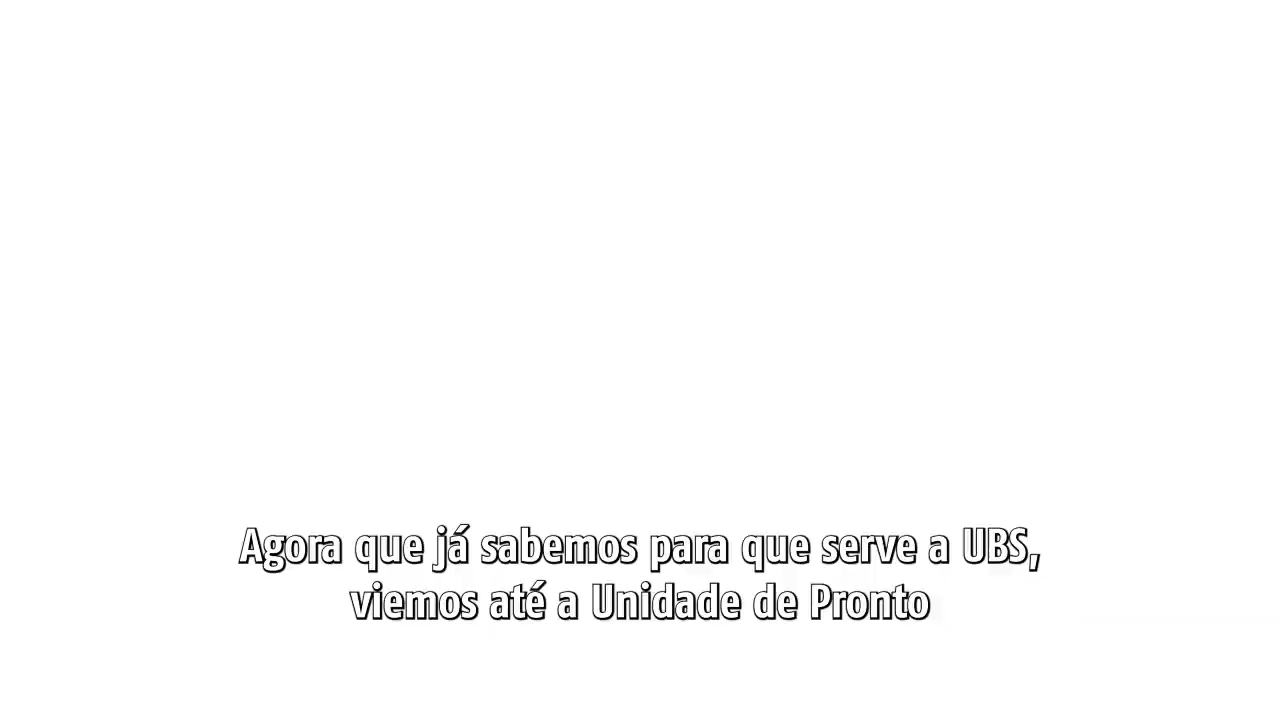 Agora que já sabemos para que serve a UBS,
viemos até a Unidade de Pronto